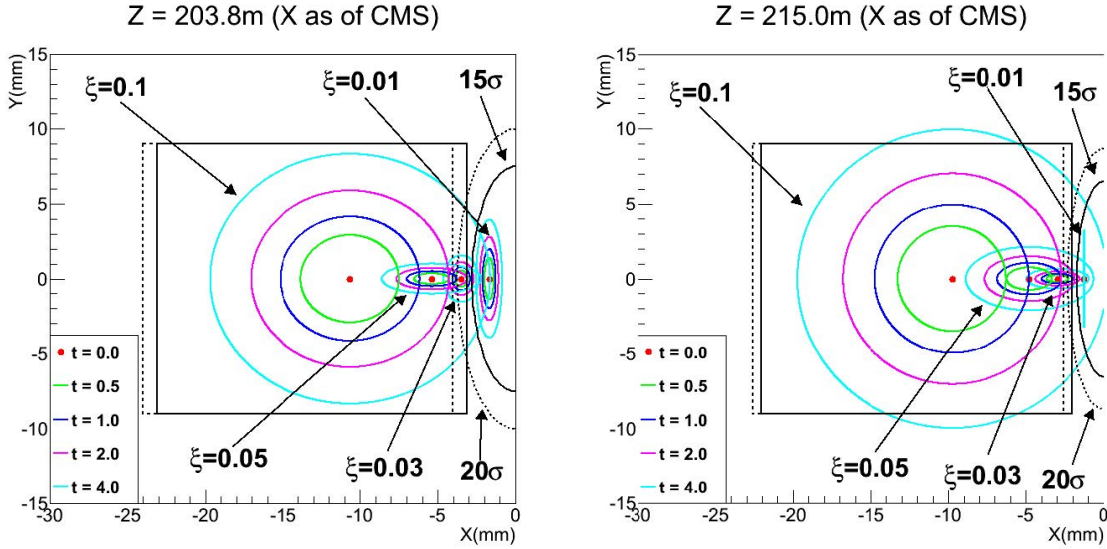 Z = 203.8m (X as of CMS)
Y(mm)
15
10
5
0
-5
-10
-15
-30
-25
-20
-15
-10
-5
0
X(mm)
ξ=0.1
ξ=0.01
15σ
ξ=0.05
ξ=0.03
20σ
t = 0.0
t = 0.5
t = 1.0
t = 2.0
t = 4.0
Z = 215.0m (X as of CMS)
Y(mm)
15
10
5
0
-5
-10
-15
-30
-25
-20
-15
-10
-5
0
X(mm)
ξ=0.1
ξ=0.01
15σ
ξ=0.05
ξ=0.03
20σ
t = 0.0
t = 0.5
t = 1.0
t = 2.0
t = 4.0